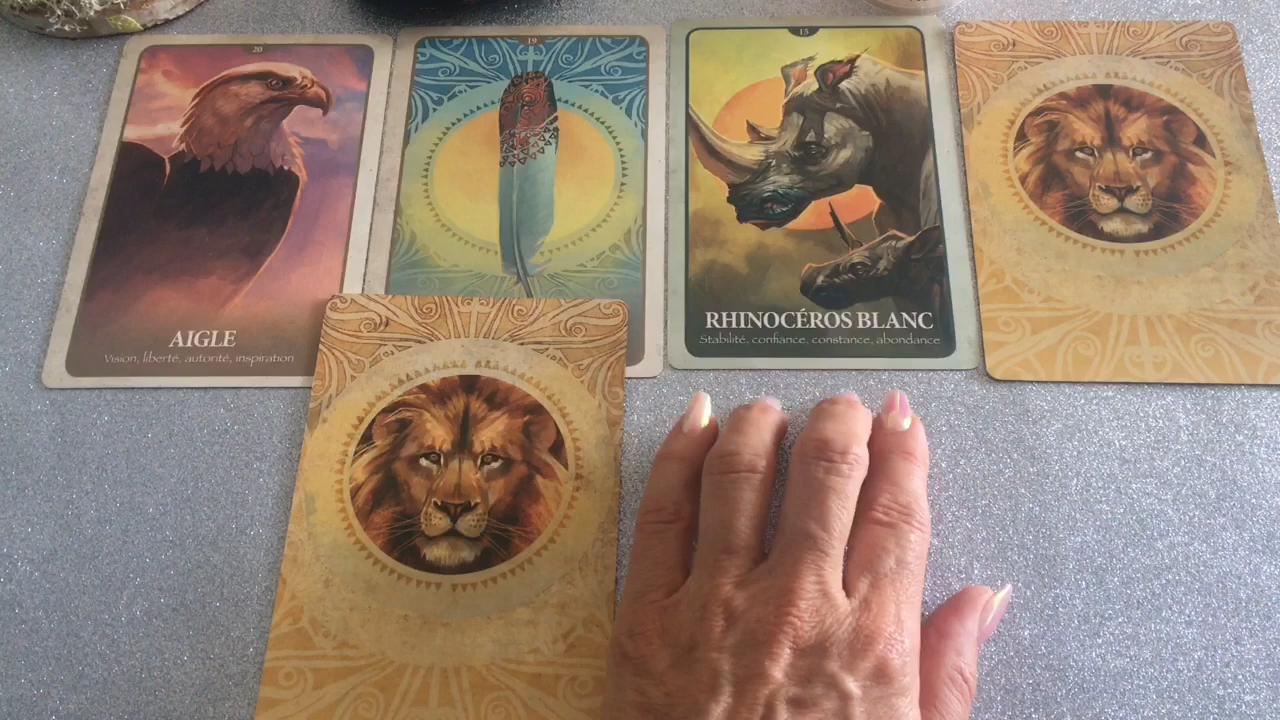 20
AIGLE
Vision, liberté, autorité, inspiration
19
15
RHINOCÉROS BLANC
Stabilité, confiance, constance, abondance